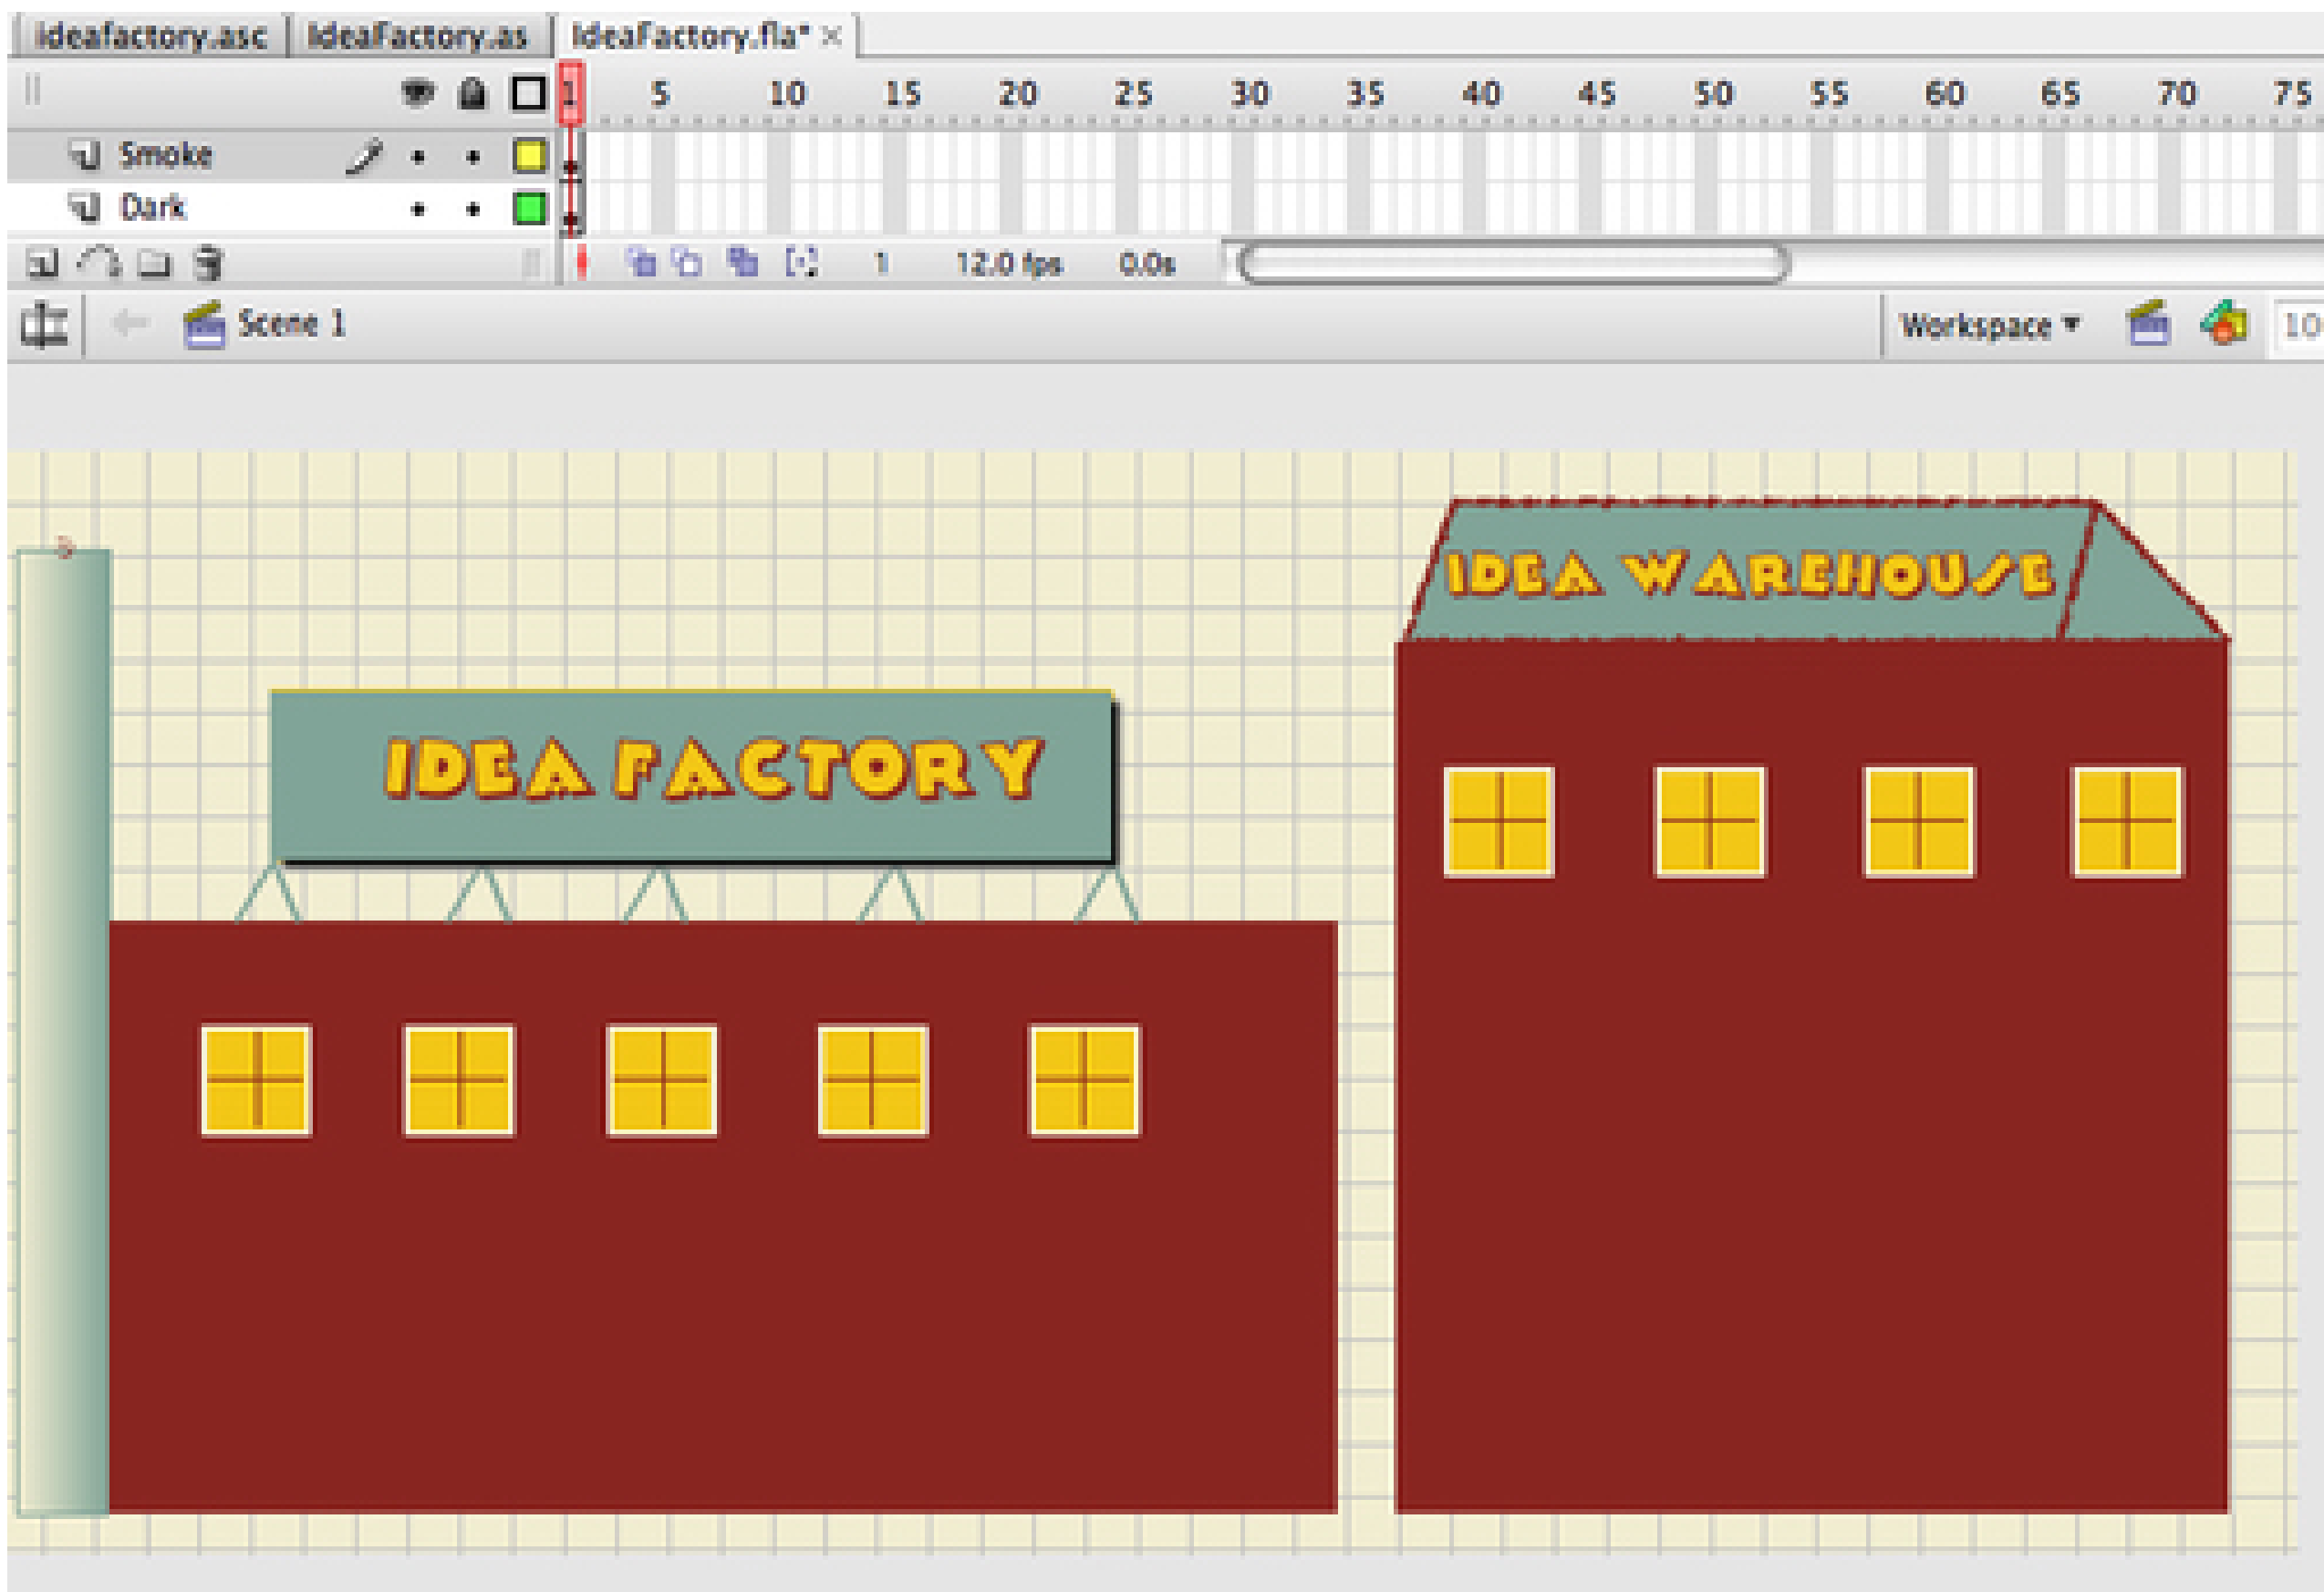 ideafactory.asc IdeaFactory.as IdeaFactory.fla* ×
1 5 10 15 20 25 30 35 40 45 50 55 60 65 70 75
Smoke
Dark
1 12.0 fps 0.0s
Scene 1 Workspace
IDEA WAREHOUSE
IDEA FACTORY